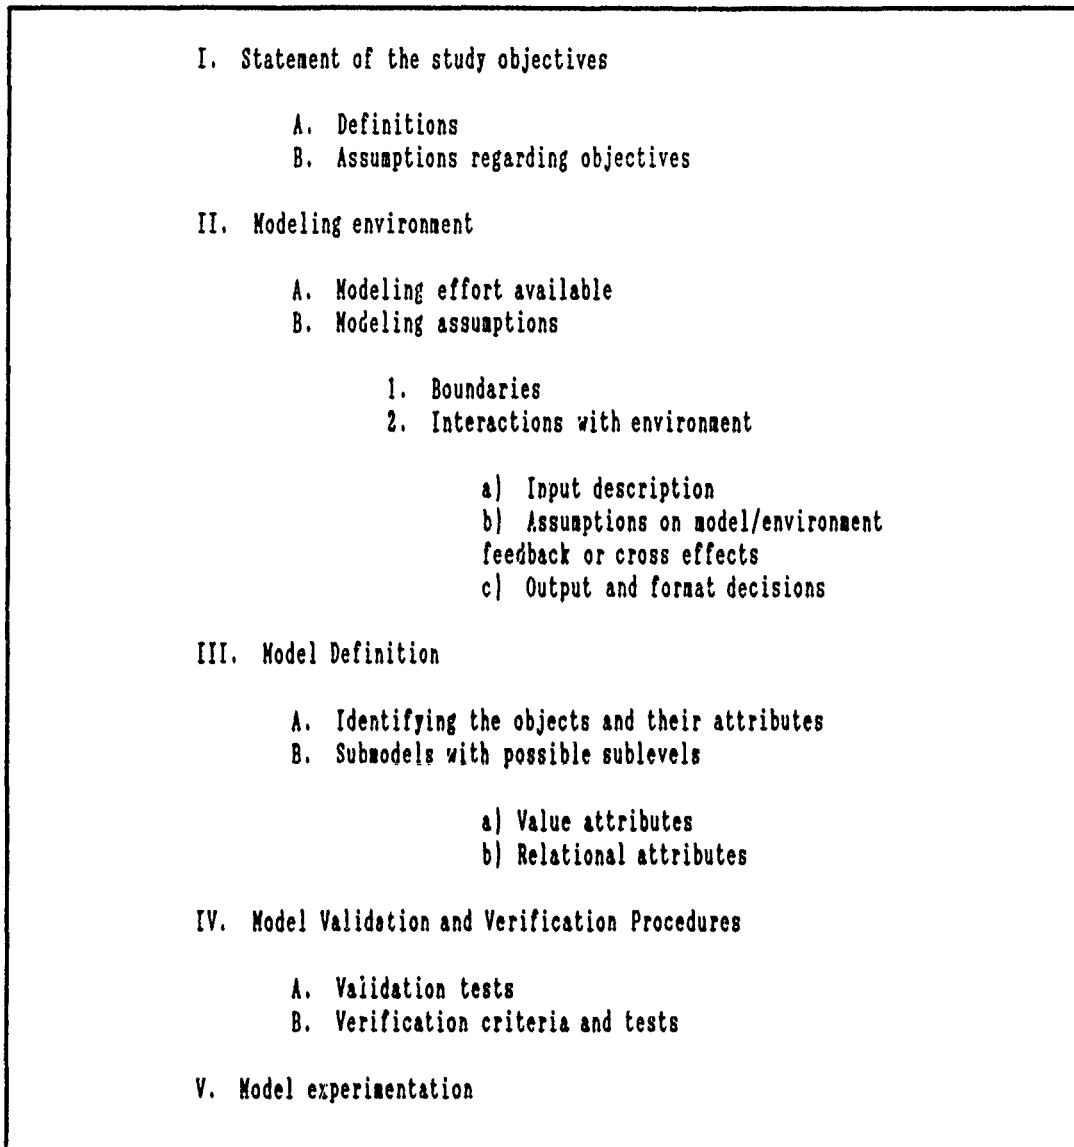 I. Statement of the study objectives
A. Definitions
B. Assumptions regarding objectives
II. Modeling environment
A. Modeling effort available
B. Modeling assumptions
1. Boundaries
2. Interactions with environment
a) Input description
b) Assumptions on model/environment
feedback or cross effects
c) Output and format decisions
III. Model Definition
A. Identifying the objects and their attributes
B. Submodels with possible sublevels
a) Value attributes
b) Relational attributes
IV. Model Validation and Verification Procedures
A. Validation tests
B. Verification criteria and tests
V. Model experimentation